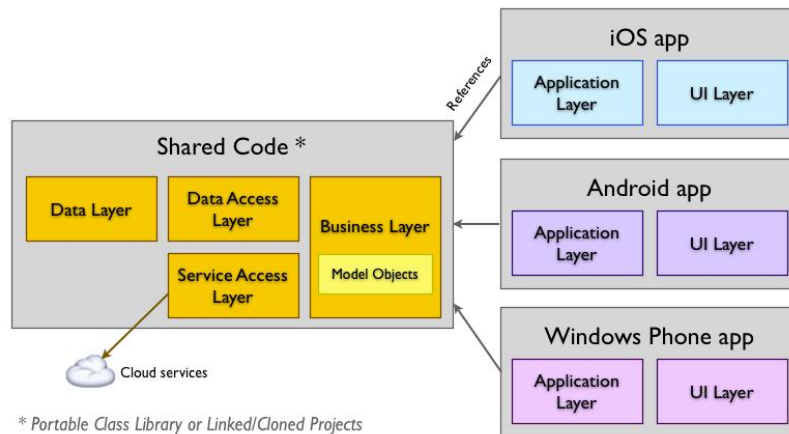 iOS app
Application
Layer
UI Layer
References
Shared Code *
Data Layer
Data Access
Layer
Business Layer
Service Access
Layer
Model Objects
Cloud services
Android app
Application
Layer
UI Layer
Windows Phone app
Application
Layer
UI Layer
* Portable Class Library or Linked/Cloned Projects